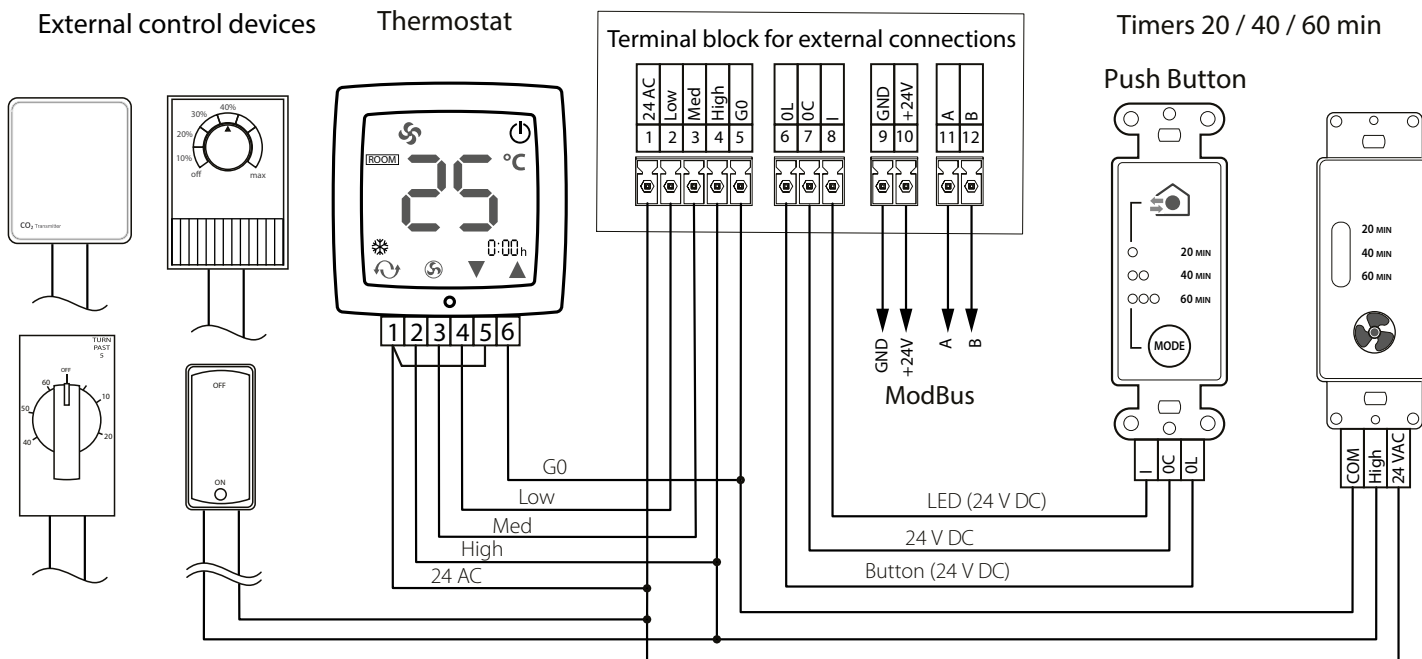 External control devices
Thermostat
Terminal block for external connections
Timers 20 / 40 / 60 min
Push Button
CO₂ Transmitter
off
10%
20%
30%
40%
max
TURN
PAST
5
OFF
10
20
40
50
60
OFF
ON
ROOM
25
°C
0:00h
1 2 3 4 5 6
24 AC
Low
Med
High
G0
1 2 3 4 5
0L
0C
I
6 7 8
GND
+24V
9 10
A
B
11 12
GND
+24V
A
B
ModBus
20 MIN
40 MIN
60 MIN
MODE
I
0C
0L
20 MIN
40 MIN
60 MIN
COM
High
24 VAC
G0
Low
Med
High
24 AC
LED (24 V DC)
24 V DC
Button (24 V DC)